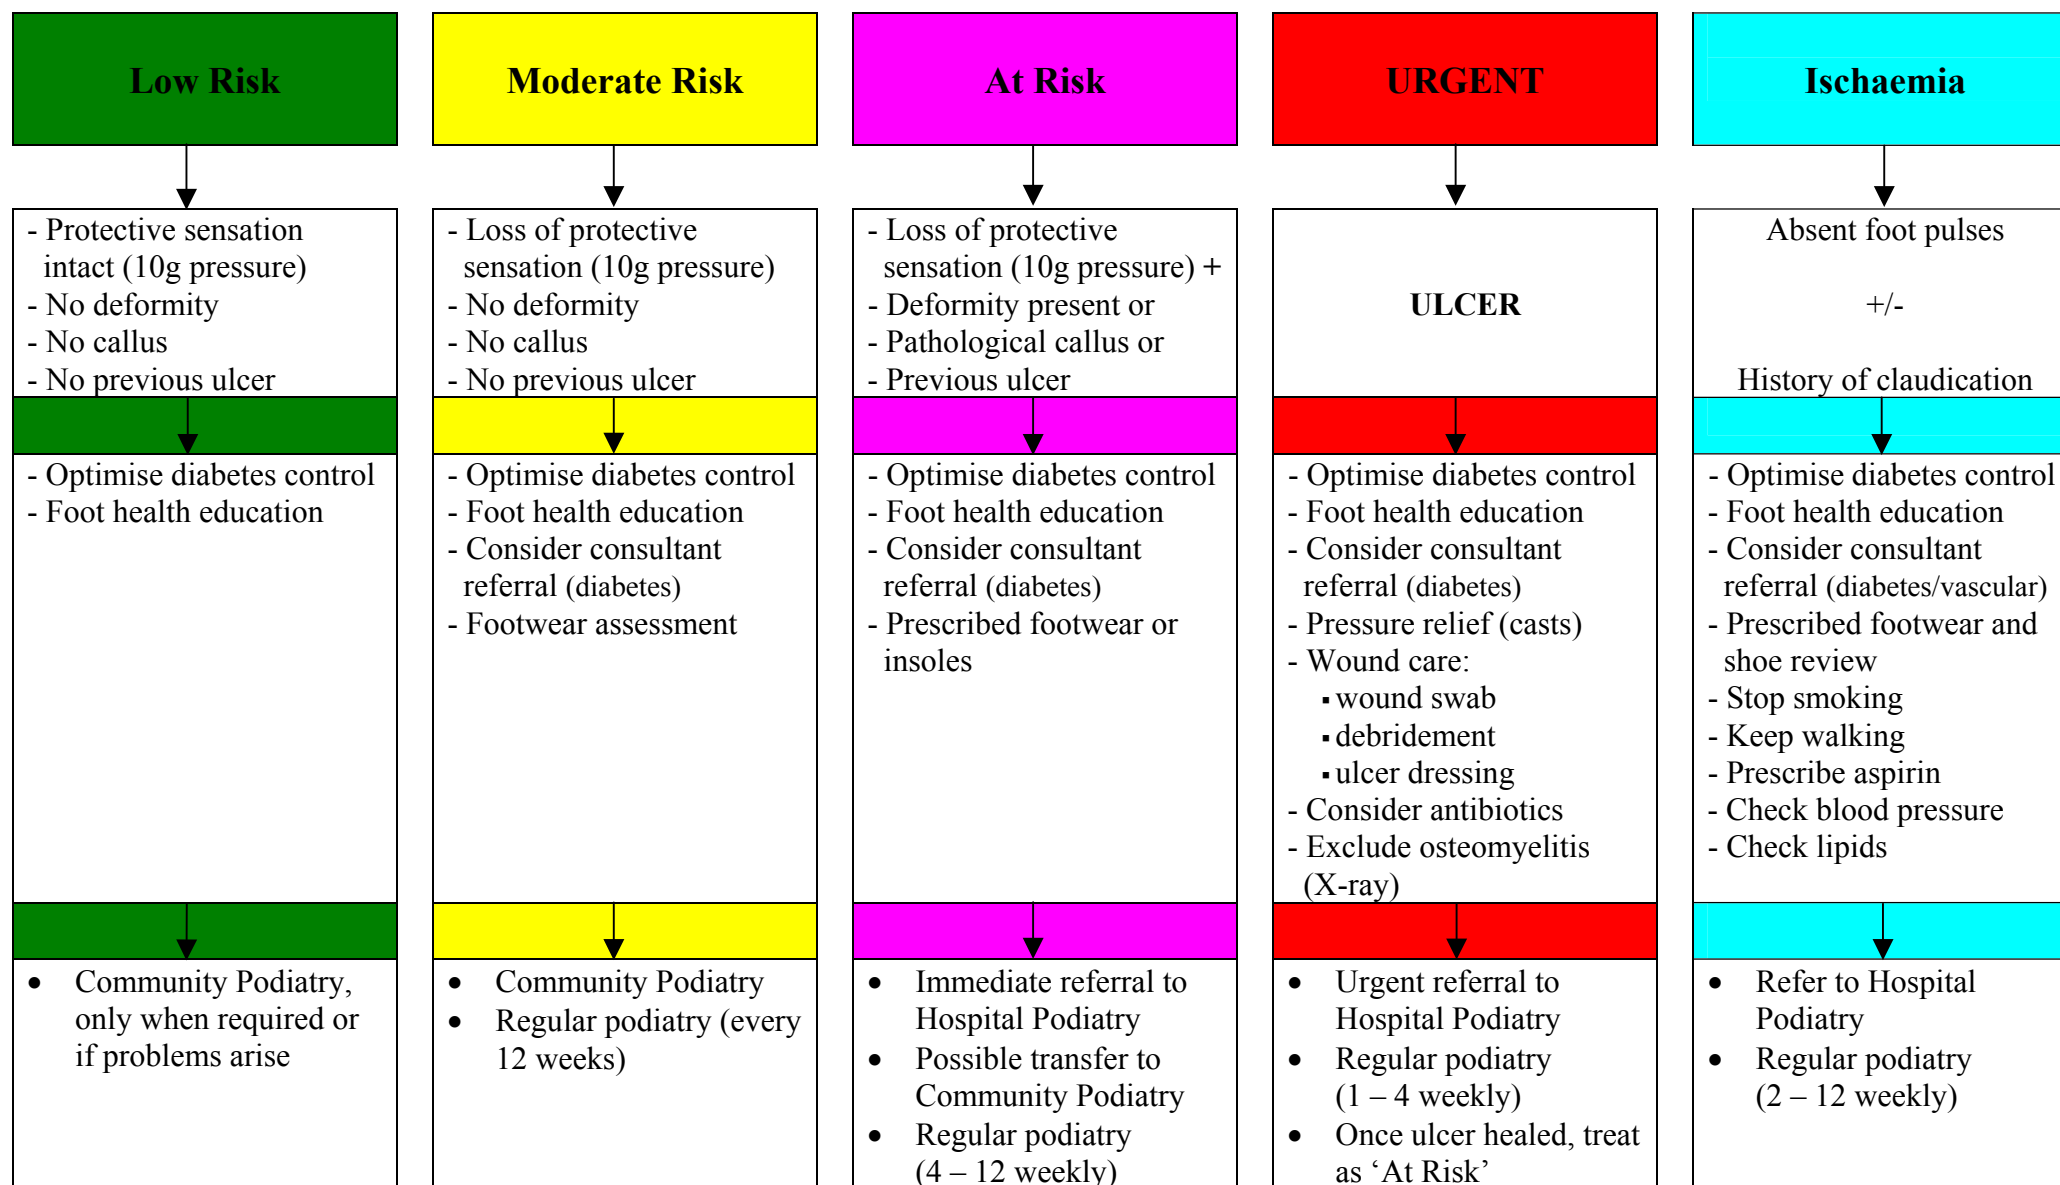 Low Risk
Moderate Risk
At Risk
URGENT
Ischaemia
- Protective sensation
intact (10g pressure)
- No deformity
- No callus
- No previous ulcer
- Loss of protective
sensation (10g pressure)
- No deformity
- No callus
- No previous ulcer
- Loss of protective
sensation (10g pressure) +
- Deformity present or
- Pathological callus or
- Previous ulcer
ULCER
Absent foot pulses
+/-
History of claudication
- Optimise diabetes control
- Foot health education
- Optimise diabetes control
- Foot health education
- Consider consultant
referral (diabetes)
- Footwear assessment
- Optimise diabetes control
- Foot health education
- Consider consultant
referral (diabetes)
- Prescribed footwear or
insoles
- Optimise diabetes control
- Foot health education
- Consider consultant
referral (diabetes)
- Pressure relief (casts)
- Wound care:
▪ wound swab
▪ debridement
▪ ulcer dressing
- Consider antibiotics
- Exclude osteomyelitis
(X-ray)
- Optimise diabetes control
- Foot health education
- Consider consultant
referral (diabetes/vascular)
- Prescribed footwear and
shoe review
- Stop smoking
- Keep walking
- Prescribe aspirin
- Check blood pressure
- Check lipids
• Community Podiatry,
only when required or
if problems arise
• Community Podiatry
• Regular podiatry (every
12 weeks)
• Immediate referral to
Hospital Podiatry
• Possible transfer to
Community Podiatry
• Regular podiatry
(4 – 12 weekly)
• Urgent referral to
Hospital Podiatry
• Regular podiatry
(1 – 4 weekly)
• Once ulcer healed, treat
as ‘At Risk’
• Refer to Hospital
Podiatry
• Regular podiatry
(2 – 12 weekly)